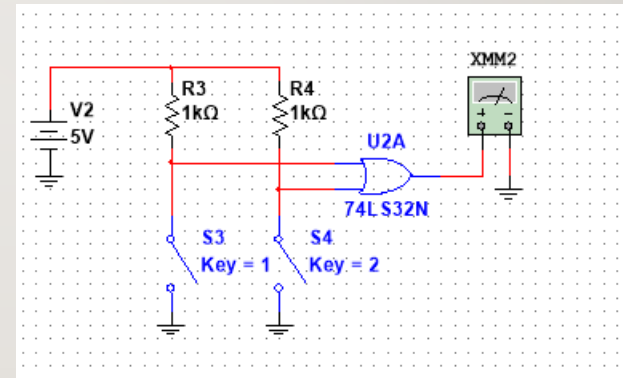 XMM2
R3
1kΩ
R4
1kΩ
V2
5V
U2A
74LS32N
S3
Key = 1
S4
Key = 2